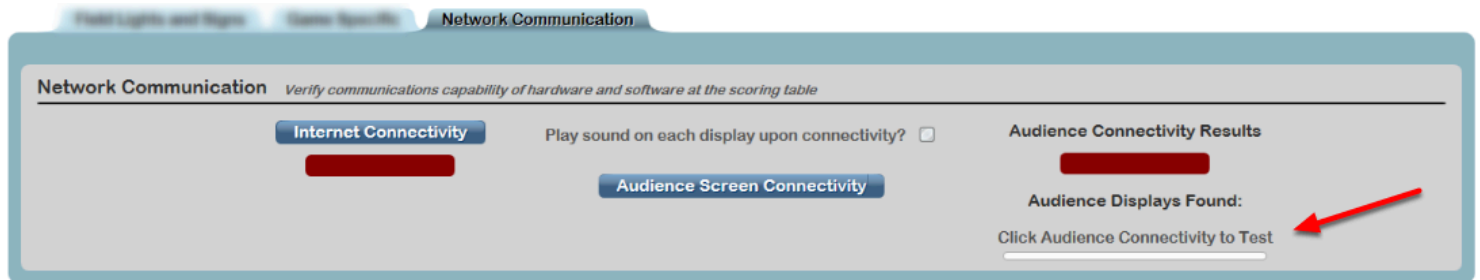 Network Communication
Network Communication Verify communications capability of hardware and software at the scoring table
Internet Connectivity
Play sound on each display upon connectivity?
Audience Screen Connectivity
Audience Connectivity Results
Audience Displays Found:
Click Audience Connectivity to Test